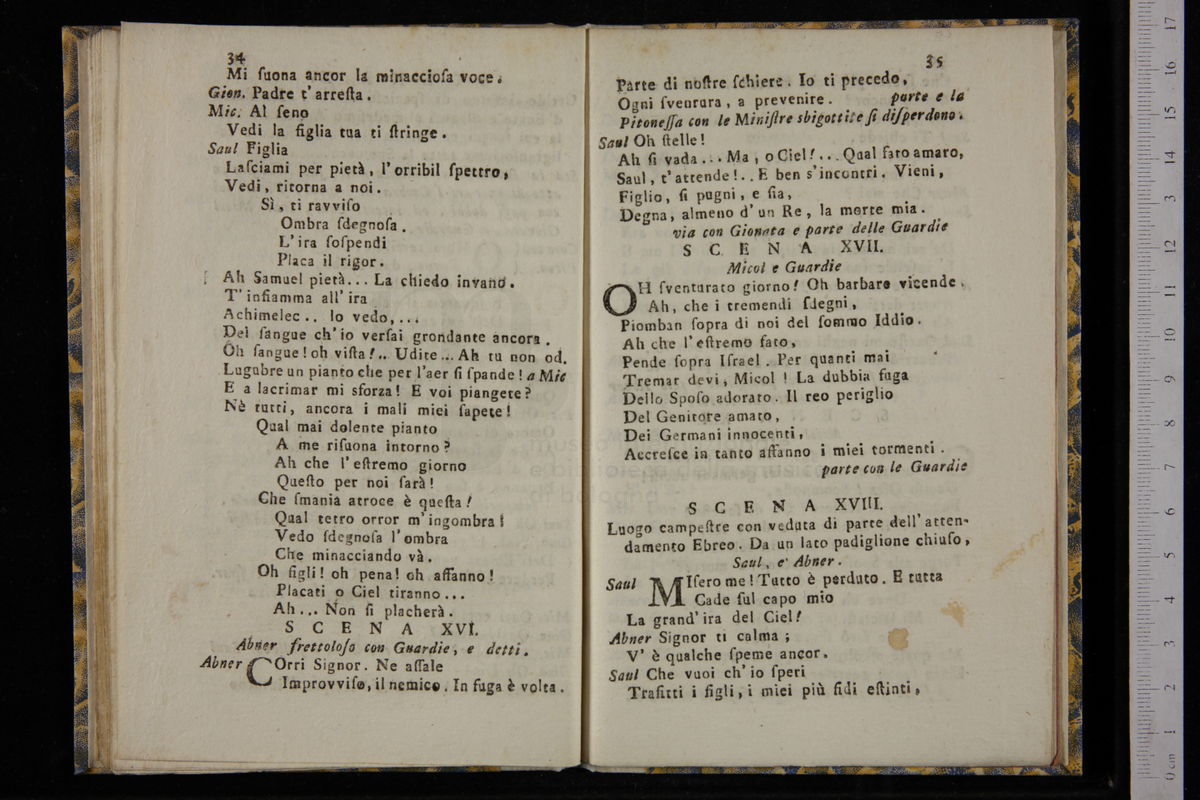 34
Mi ſuona ancor la minaccioſa voce.
Gion. Padre t' arreſta.
Mic. Al ſeno
Vedi la figlia tua ti ſtringe.
Saul Figlia
Laſciami per pietà, l' orribil ſpettro,
Vedi, ritorna a noi.
Sì, ti ravviſo
Ombra ſdegnoſa.
L' ira ſoſpendi
Placa il rigor.
Ah Samuel pietà... La chiedo invano.
T' infiamma all' ira
Achimelec.. Io vedo,...
Del ſangue ch' io verſai grondante ancora.
Oh ſangue! oh viſta!.. Udite... Ah tu non od.
Lugubre un pianto che per l'aer ſi ſpande! a Mic
E a lacrimar mi sforza! E voi piangete?
Nè tutti, ancora i mali miei ſapete!
Qual mai dolente pianto
A me riſuona intorno?
Ah che l' eſtremo giorno
Queſto per noi ſarà!
Che ſmania atroce è queſta!
Qual tetro orror m' ingombra!
Vedo ſdegnoſa l' ombra
Che minacciando và.
Oh figli! oh pena! oh affanno!
Placati o Ciel tiranno...
Ah... Non ſi placherà.
S C E N A XVI.
Abner frettoloſo con Guardie, e detti.
Abner COrri Signor. Ne aſſale
Improvviſo, il nemico. In fuga è volta.
35
Parte di noſtre ſchiere. Io ti precedo,
Ogni ſventura, a prevenire. parte e la
Pitoneſſa con le Miniſtre sbigottite ſi diſperdono.
Saul Oh ſtelle!
Ah ſi vada... Ma, o Ciel!... Qual fato amaro,
Saul, t' attende!.. E ben s' incontri. Vieni,
Figlio, ſi pugni, e ſia,
Degna, almeno d' un Re, la morte mia.
via con Gionata e parte delle Guardie
S C E N A XVII.
Micol e Guardie
OH ſventurato giorno! Oh barbare vicende.
Ah, che i tremendi ſdegni,
Piomban ſopra di noi del ſommo Iddio.
Ah che l' eſtremo fato,
Pende ſopra Iſrael. Per quanti mai
Tremar devi, Micol! La dubbia fuga
Dello Spoſo adorato. Il reo periglio
Del Genitore amato,
Dei Germani innocenti,
Accreſce in tanto affanno i miei tormenti.
parte con le Guardie
S C E N A XVIII.
Luogo campeſtre con veduta di parte dell' atten-
damento Ebreo. Da un lato padiglione chiuſo,
Saul, e Abner.
Saul MIſero me! Tutto è perduto. E tutta
Cade ſul capo mio
La grand' ira del Ciel!
Abner Signor ti calma;
V' è qualche ſpeme ancor.
Saul Che vuoi ch' io ſperi
Trafitti i figli, i miei più fidi eſtinti,